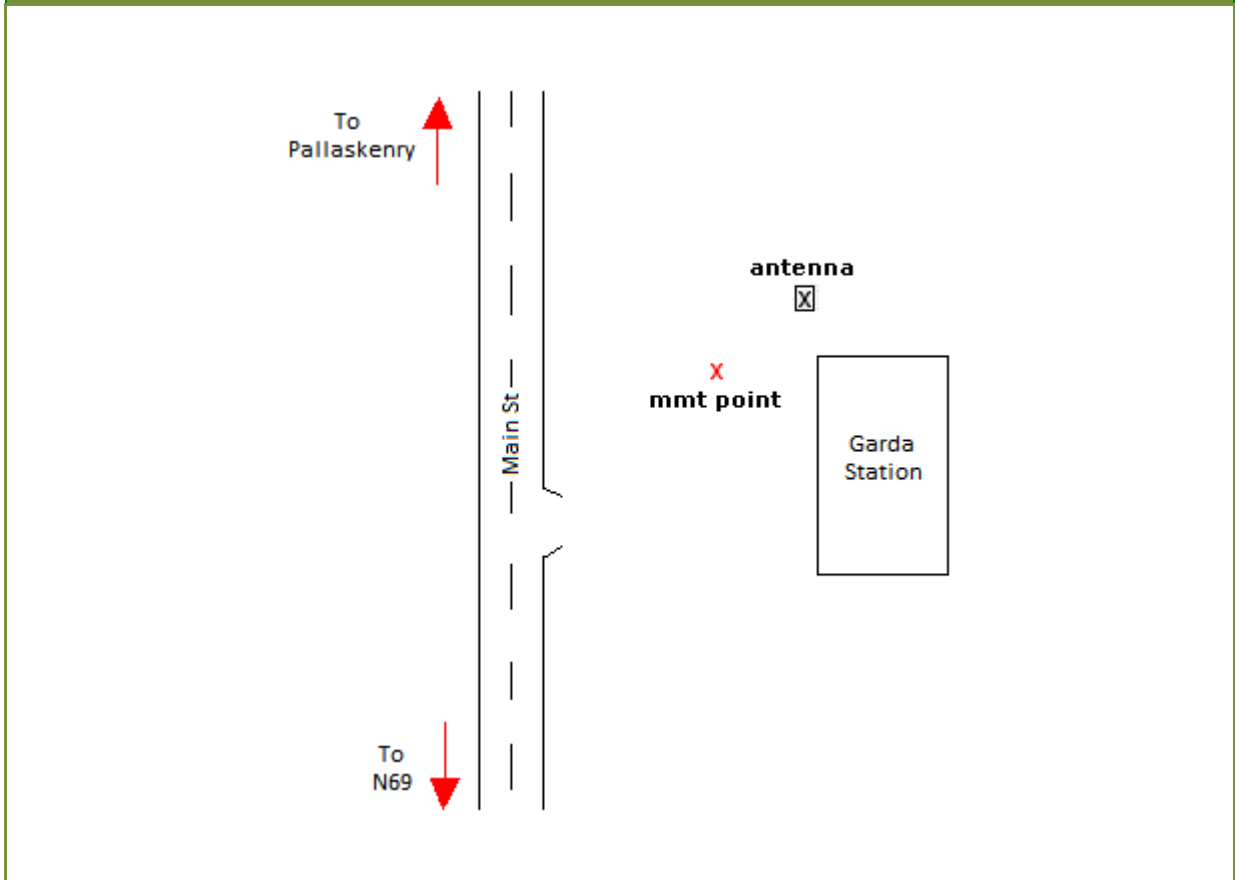 To
Pallaskenry
antenna
X
X
mmt point
Main St
Garda
Station
To
N69